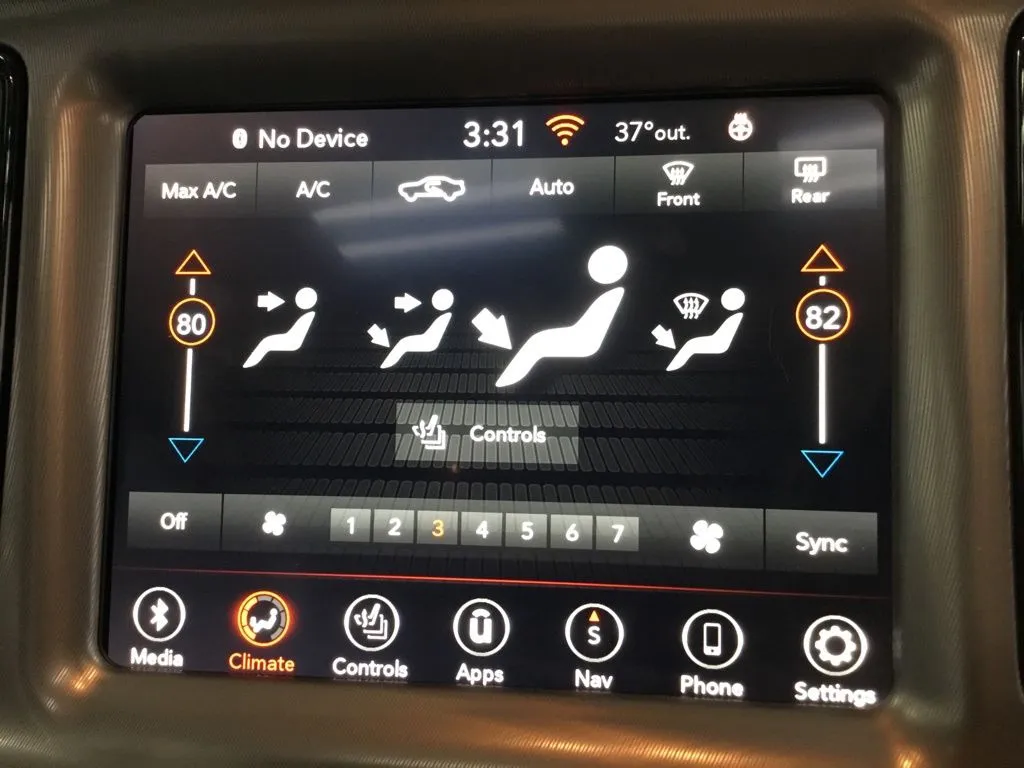 No Device 3:31 37°out.
Max A/C A/C Auto Front Rear
80 82
Controls
Off 1 2 3 4 5 6 7 Sync
S
Media Climate Controls Apps Nav Phone Settings